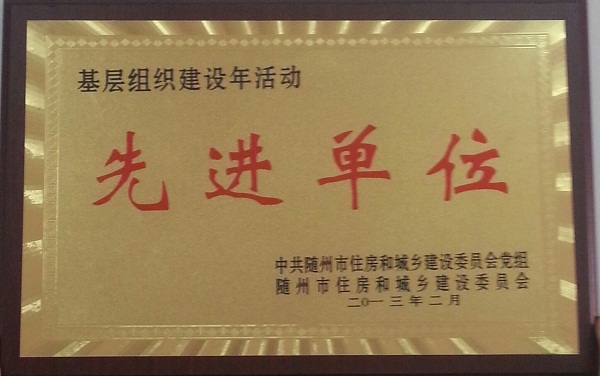 基层组织建设年活动
先进单位
中共随州市住房和城乡建设委员会党组
随州市住房和城乡建设委员会
二0一三年二月